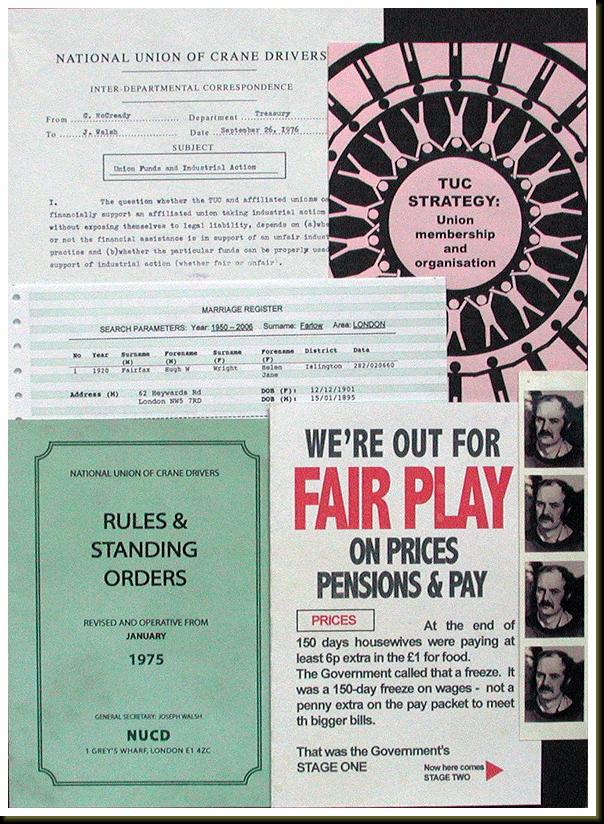 NATIONAL UNION OF CRANE DRIVERS
INTER-DEPARTMENTAL CORRESPONDENCE
From G. McCready Department Treasury
To J. Walsh Date September 26, 1976
SUBJECT
Union Funds and Industrial Action
I. The question whether the TUC and affiliated unions
financially support an affiliated union taking industrial action
without exposing themselves to legal liability, depends on (a)
or not the financial assistance is in support of an unfair
practice and (b)whether the particular funds can be properly
support of industrial action (whether fair or unfair).
TUC
STRATEGY:
Union
membership
and
organisation
MARRIAGE REGISTER
SEARCH PARAMETERS: Year: 1950 – 2006 Surname: Farlow Area: LONDON
No Year Surname Forename Surname Forename District Data
(M) (M) (F) (F)
1 1920 Fairfax Hugh W Wright Helen Islington 282/020660
Jane
Address (M) 62 Heywards Rd DOB (F): 12/12/1901
London NW5 7RD DOB (M): 15/01/1895
NATIONAL UNION OF CRANE DRIVERS
RULES &
STANDING
ORDERS
REVISED AND OPERATIVE FROM
JANUARY
1975
GENERAL SECRETARY: JOSEPH WALSH
NUCD
1 GREY'S WHARF, LONDON E1 4ZC
WE'RE OUT FOR
FAIR PLAY
ON PRICES
PENSIONS & PAY
PRICES
At the end of
150 days housewives were paying at
least 6p extra in the £1 for food.
The Government called that a freeze. It
was a 150-day freeze on wages - not a
penny extra on the pay packet to meet
th bigger bills.
That was the Government's
STAGE ONE
Now here comes
STAGE TWO